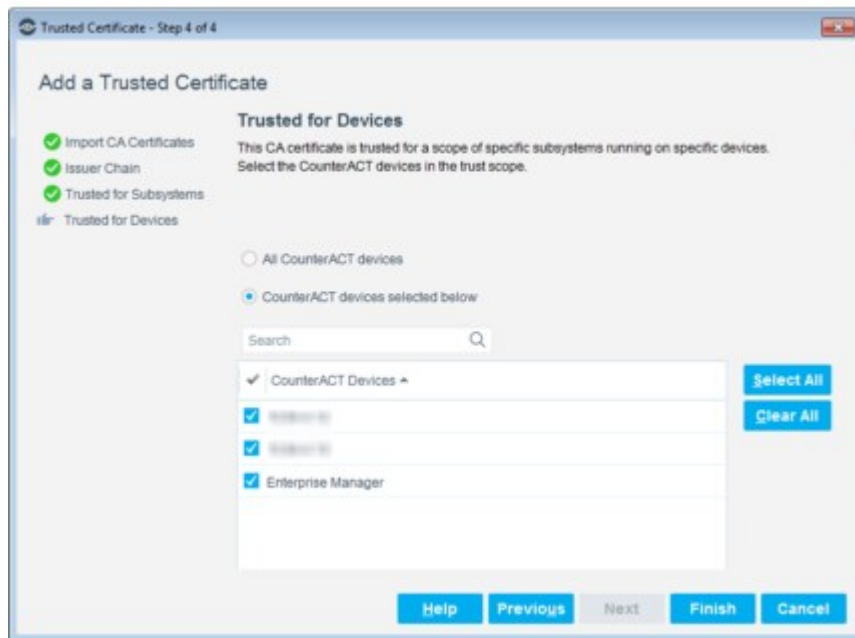 Trusted Certificate - Step 4 of 4
Add a Trusted Certificate
Import CA Certificates
Issuer Chain
Trusted for Subsystems
Trusted for Devices
Trusted for Devices
This CA certificate is trusted for a scope of specific subsystems running on specific devices.
Select the CounterACT devices in the trust scope.
All CounterACT devices
CounterACT devices selected below
Search
CounterACT Devices
Enterprise Manager
Select All
Clear All
Help Previous Next Finish Cancel